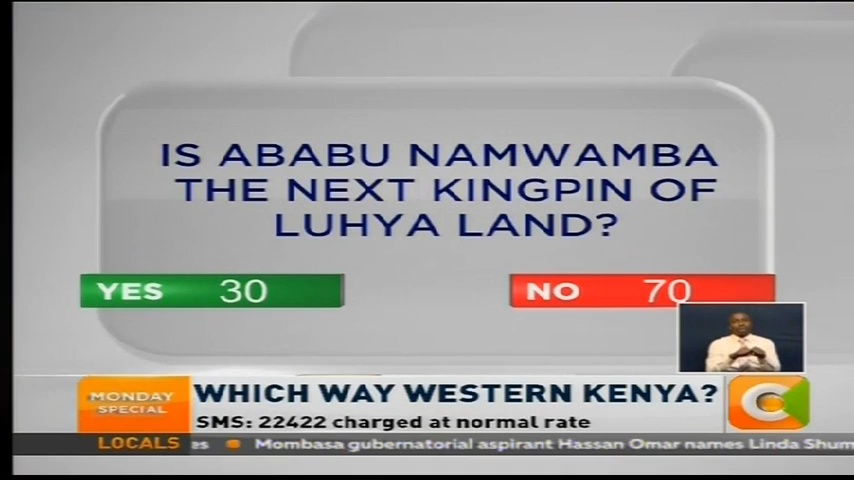 IS ABABU NAMWAMBA
THE NEXT KINGPIN OF
LUHYA LAND?
YES 30
NO 70
MONDAY
SPECIAL
WHICH WAY WESTERN KENYA?
SMS: 22422 charged at normal rate
LOCALS
es Mombasa gubernatorial aspirant Hassan Omar names Linda Shum